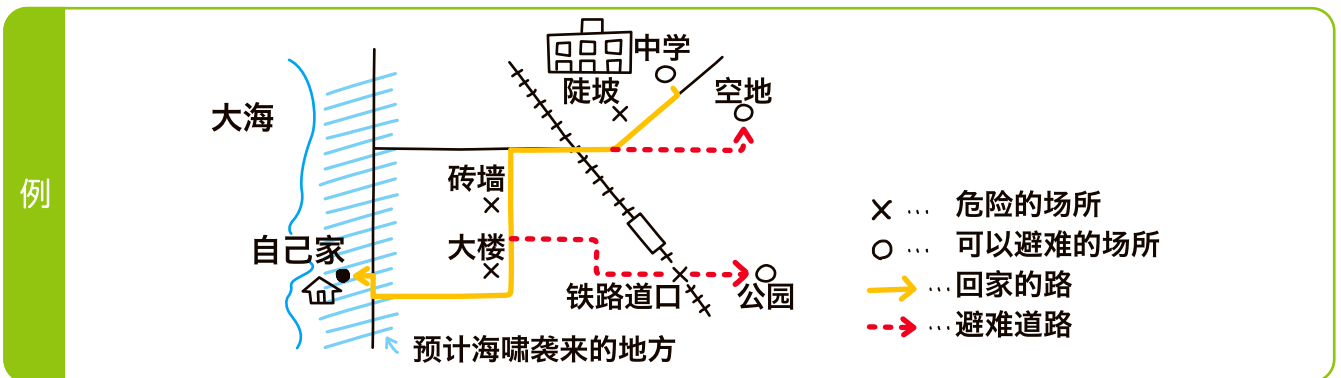 例
中学
陡坡
空地
大海
砖墙
自己家
大楼
铁路道口
公园
预计海啸袭来的地方
× … 危险的场所
○ … 可以避难的场所
…回家的路
…避难道路